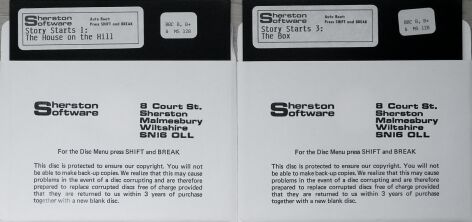 Sherston
Software
Auto Boot:
Press SHIFT and BREAK
Story Starts 1:
The House on the Hill
BBC B, B+
& MS 128
Sherston
Software
8 Court St.
Sherston
Malmesbury
Wiltshire
SN16 OLL
For the Disc Menu press SHIFT and BREAK
This disc is protected to ensure our copyright. You will not
be able to make back-up copies. We realize that this may cause
problems in the event of a disc corrupting and are therefore
prepared to replace corrupted discs free of charge provided
that they are returned to us within 3 years of purchase
together with a new blank disc.
Sherston
Software
Auto Boot:
Press SHIFT and BREAK
Story Starts 3:
The Box
BBC B, B+
& MS 128
Sherston
Software
8 Court St.
Sherston
Malmesbury
Wiltshire
SN16 OLL
For the Disc Menu press SHIFT and BREAK
This disc is protected to ensure our copyright. You will not
be able to make back-up copies. We realize that this may cause
problems in the event of a disc corrupting and are therefore
prepared to replace corrupted discs free of charge provided
that they are returned to us within 3 years of purchase
together with a new blank disc.